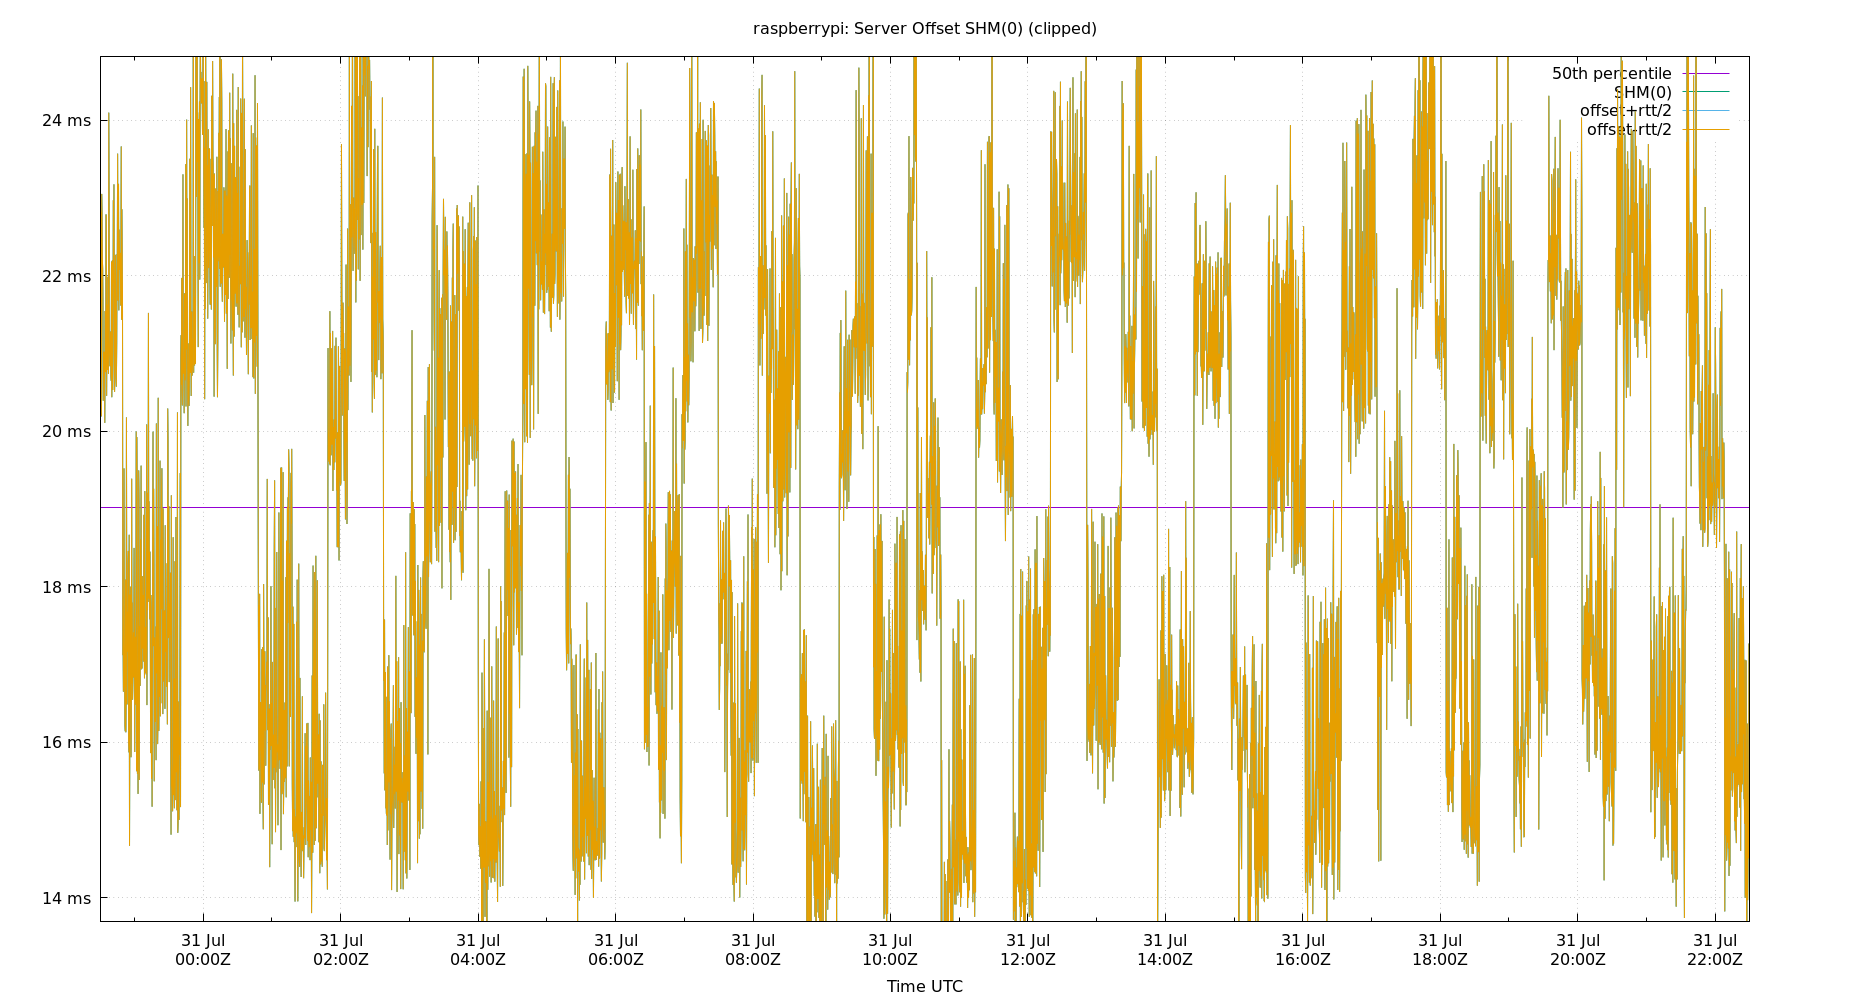 raspberrypi: Server Offset SHM(0) (clipped)
50th percentile
SHM(0)
offset+rtt/2
offset-rtt/2
24 ms
22 ms
20 ms
18 ms
16 ms
14 ms
31 Jul 31 Jul 31 Jul 31 Jul 31 Jul 31 Jul 31 Jul 31 Jul 31 Jul 31 Jul 31 Jul 31 Jul
00:00Z 02:00Z 04:00Z 06:00Z 08:00Z 10:00Z 12:00Z 14:00Z 16:00Z 18:00Z 20:00Z 22:00Z
Time UTC